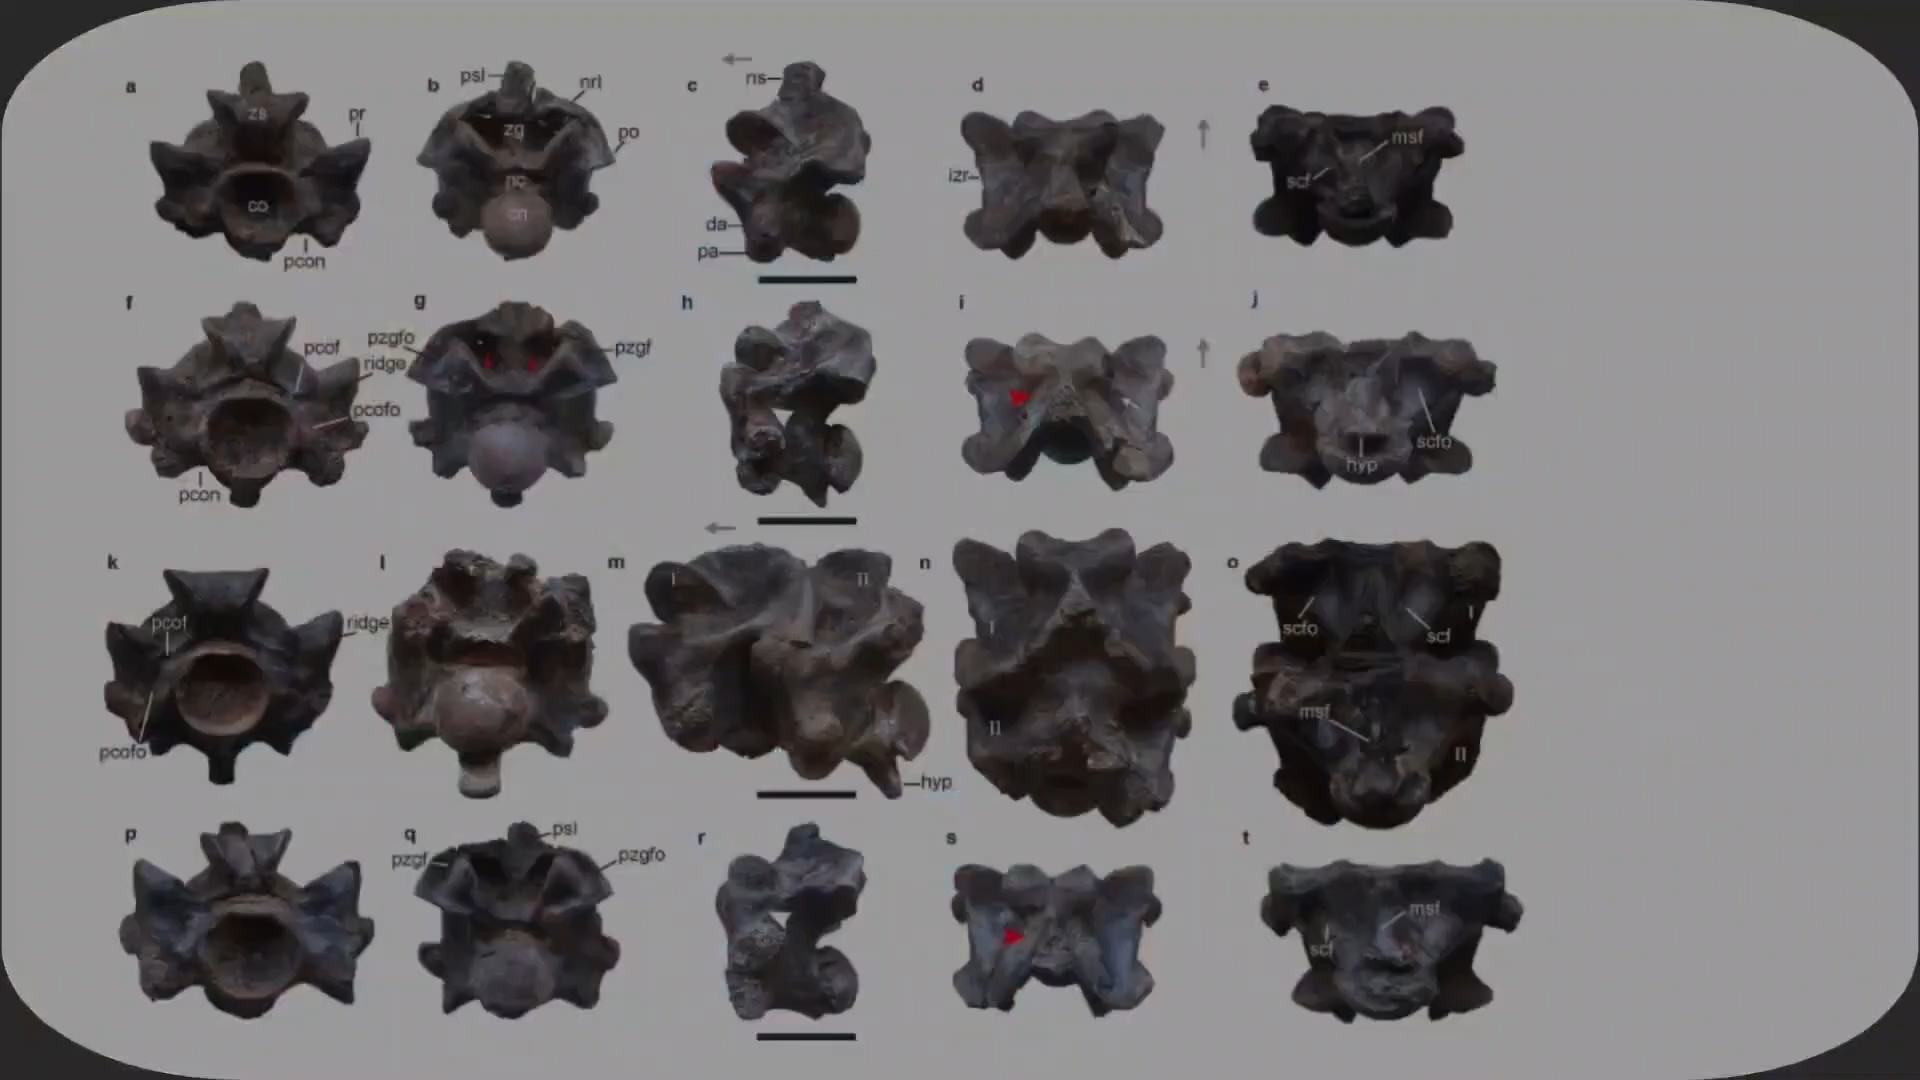 a
zs
pr
co
pcon
b
psl
nrl
zg
po
nc
cn
c
ns
da
pa
d
izr
e
msf
scf
f
pcof
ridge
pcofo
pcon
g
pzgfo
pzgf
h
i
j
scfo
hyp
k
pcof
ridge
pcofo
l
m
I
II
hyp
n
I
II
o
scfo
scf
I
msf
II
p
q
psl
pzgf
pzgfo
r
s
t
msf
scf